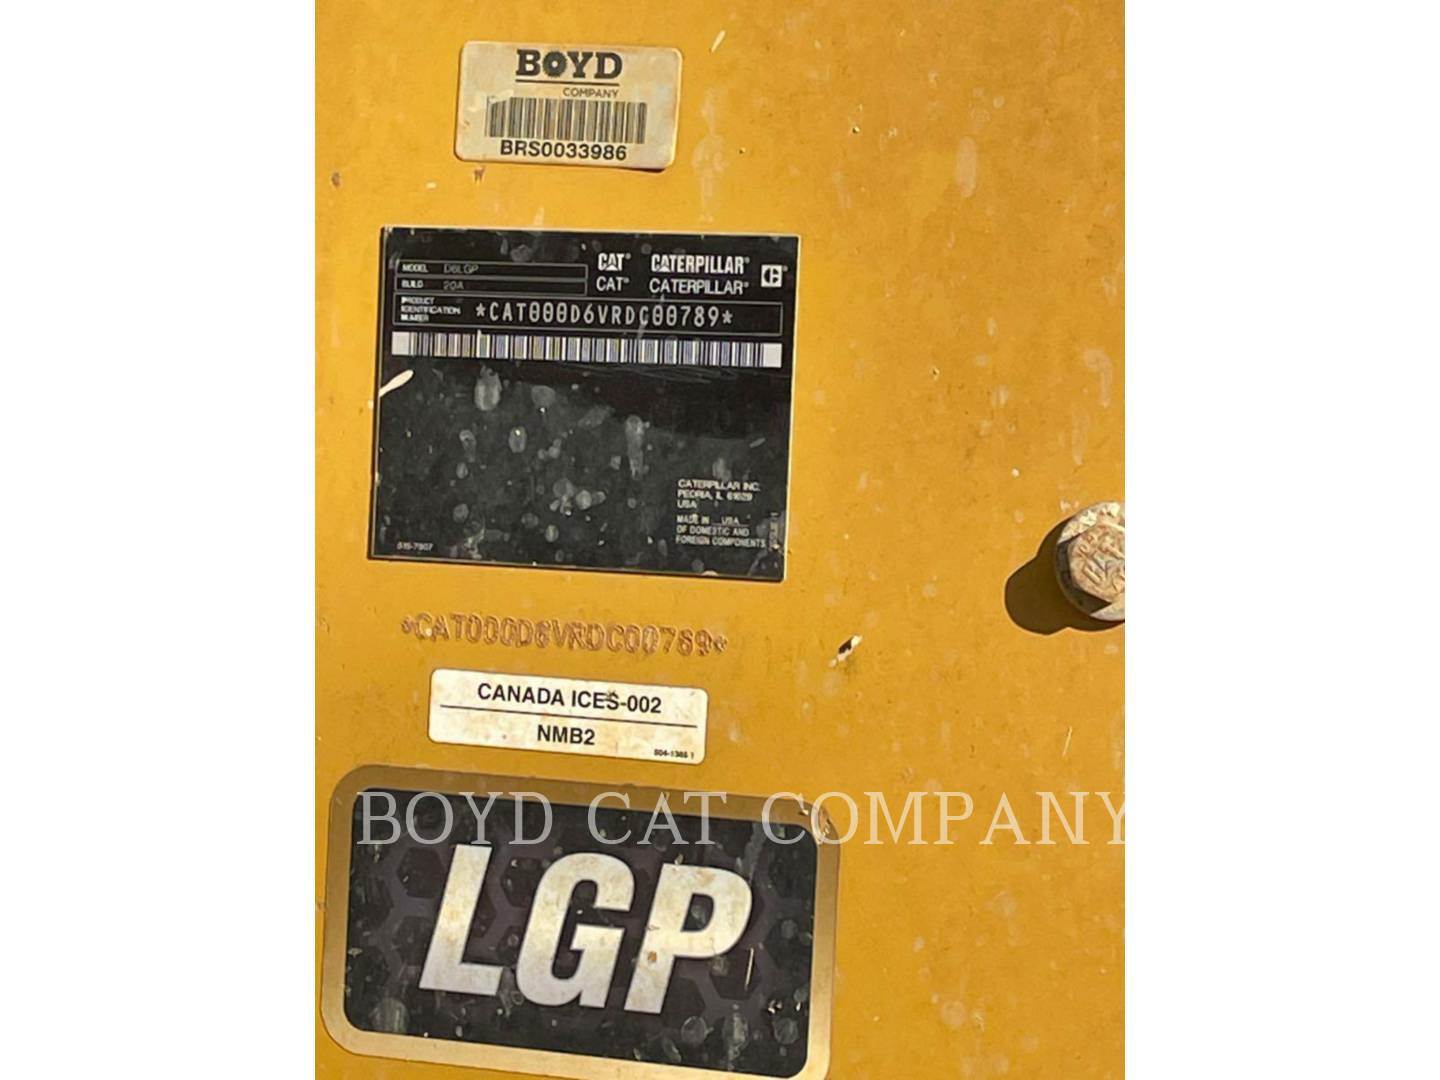 BOYD
COMPANY
BRS0033986
MODEL D6LGP
BUILD 20A
CAT® CATERPILLAR®
CAT® CATERPILLAR®
PRODUCT
IDENTIFICATION
NUMBER
*CAT000D6VRDC00789*
CATERPILLAR INC.
PEORIA, IL 61629
USA
MADE IN USA
OF DOMESTIC AND
FOREIGN COMPONENTS
515-7907
*CAT000D6VRDC00789*
CANADA ICES-002
NMB2
BOYD CAT COMPANY
LGP